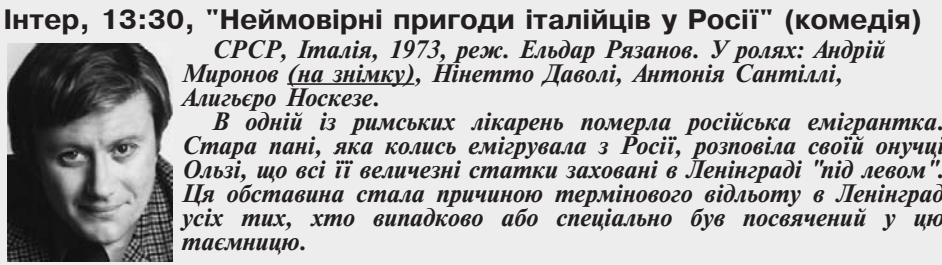 Інтер, 13:30, "Неймовірні пригоди італійців у Росії" (комедія)
СРСР, Італія, 1973, реж. Ельдар Рязанов. У ролях: Андрій
Миронов (на знімку), Нінетто Даволі, Антонія Сантіллі,
Алигьєро Носкезе.
В одній із римських лікарень померла російська емігрантка.
Стара пані, яка колись емігрувала з Росії, розповіла своїй онучці
Ользі, що всі її величезні статки заховані в Ленінграді "під левом".
Ця обставина стала причиною термінового відльоту в Ленінград
усіх тих, хто випадково або спеціально був посвячений у цю
таємницю.